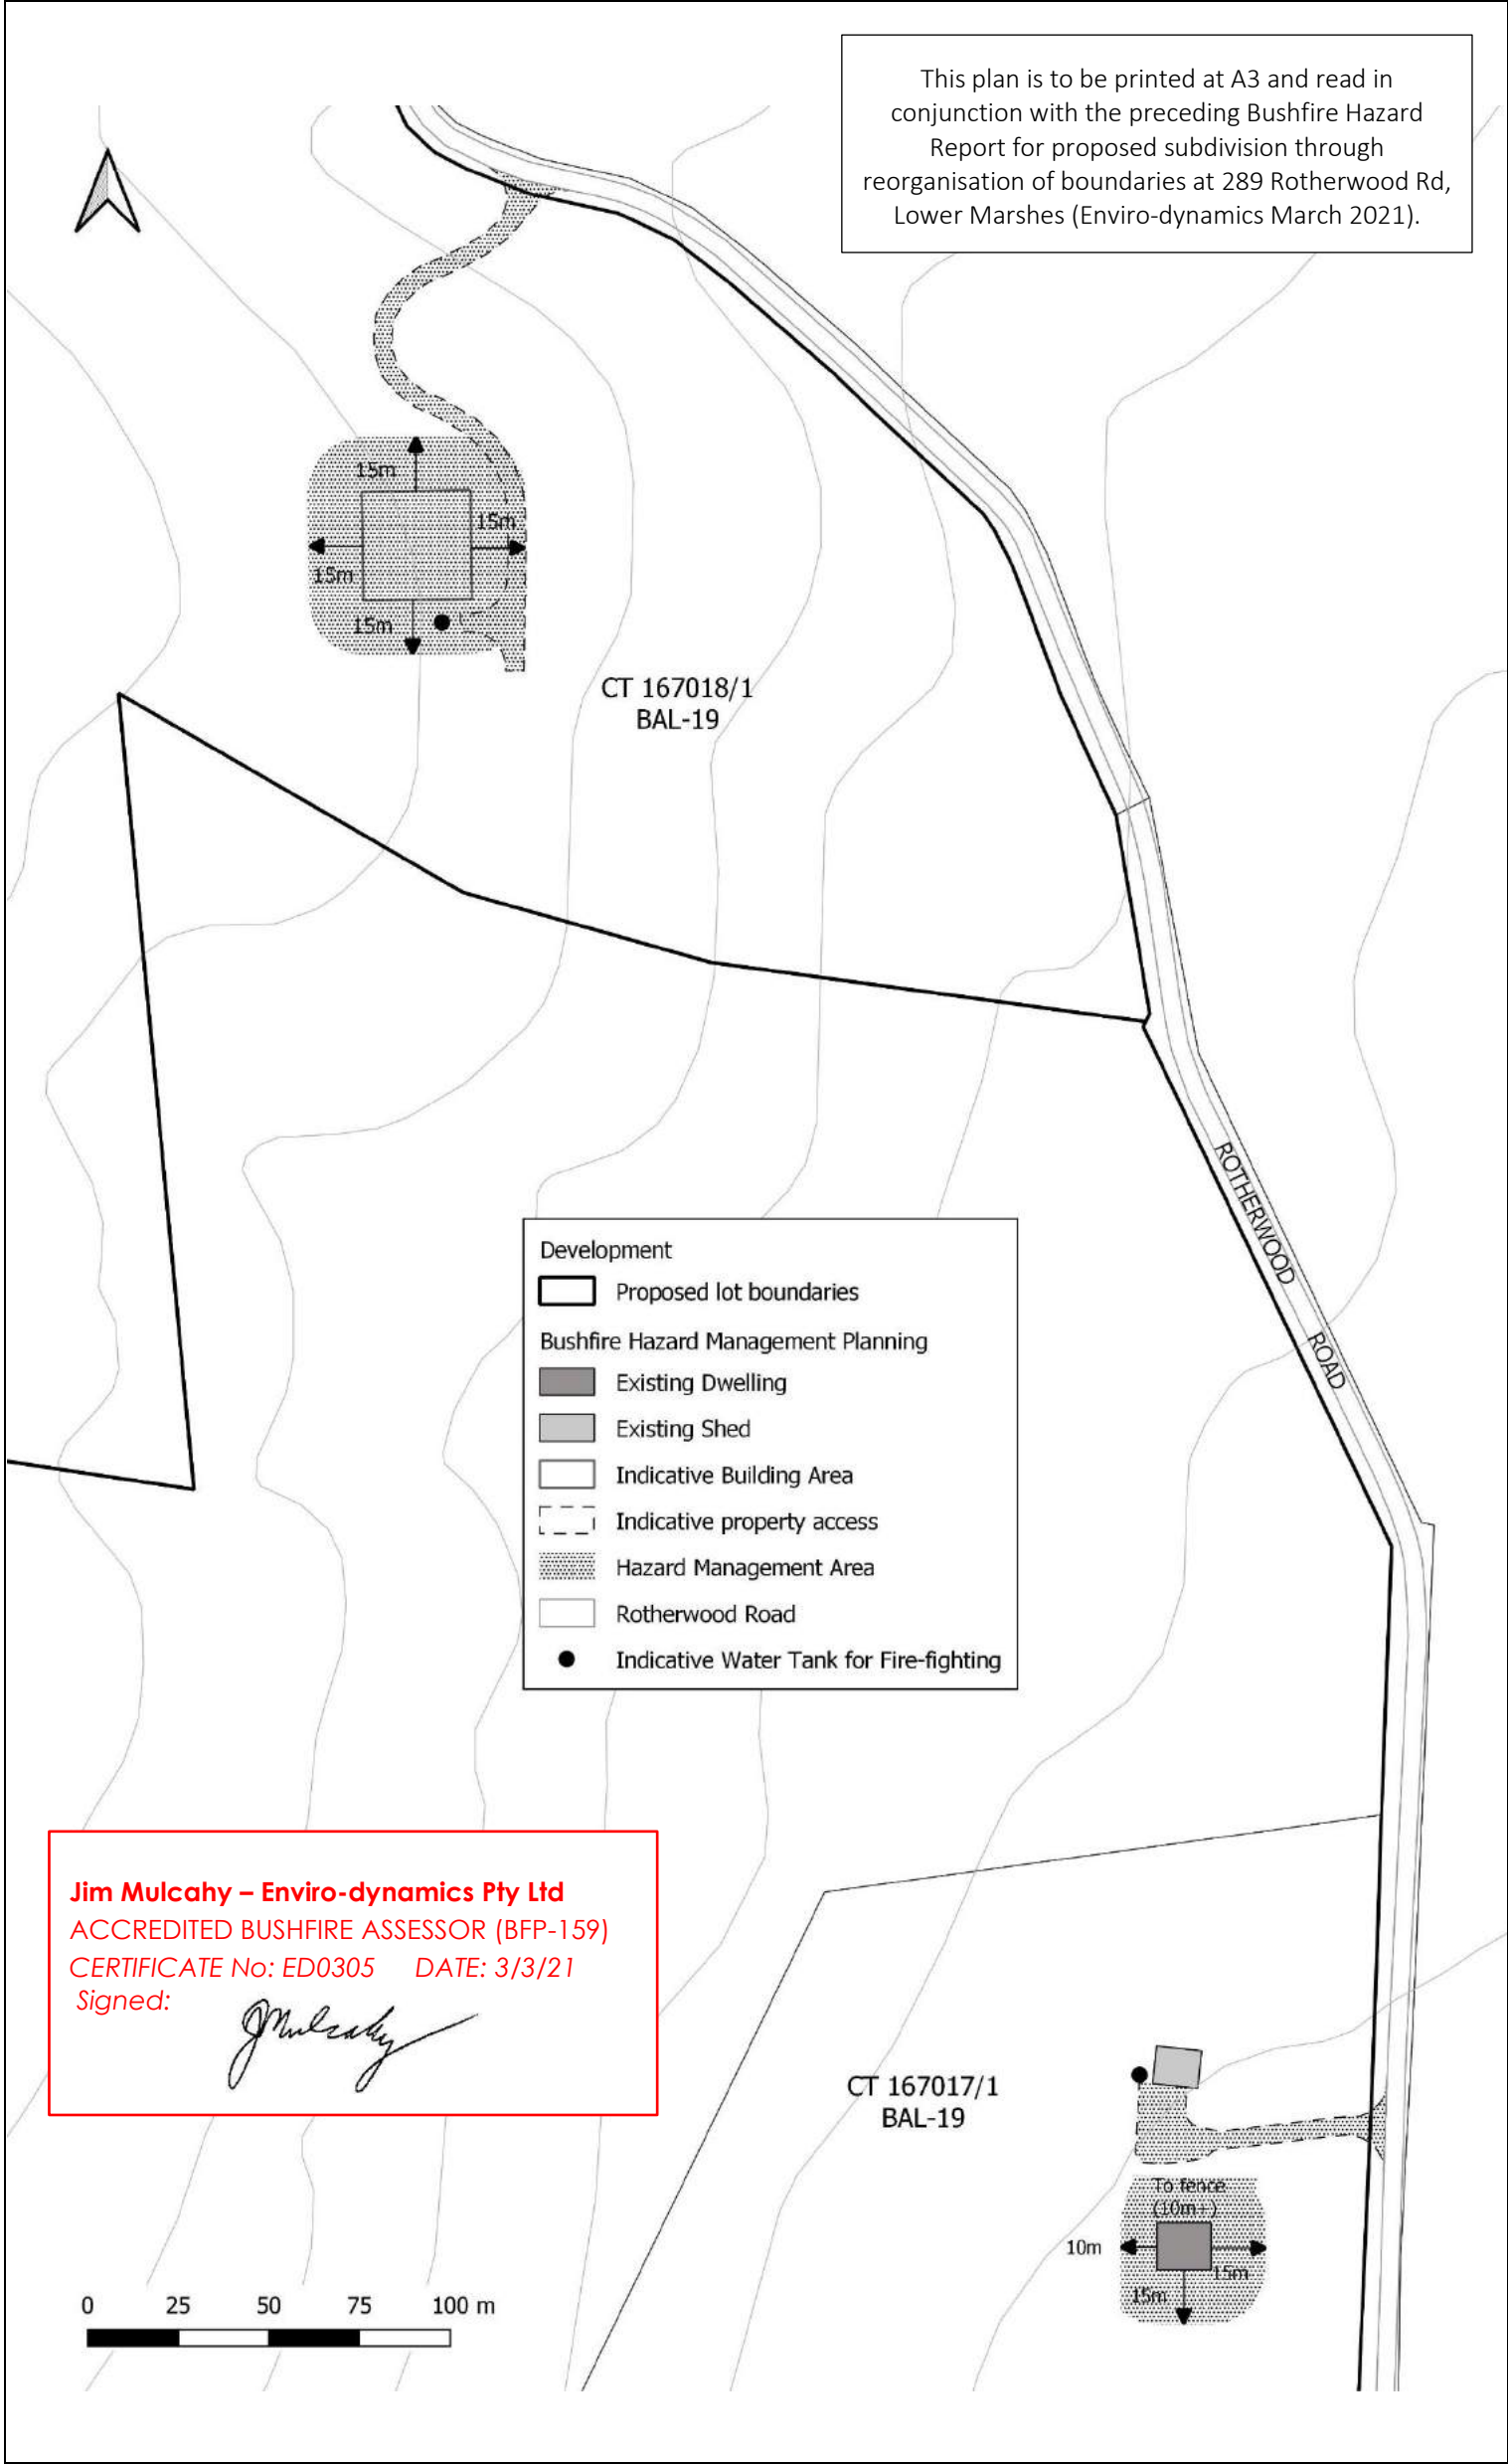 This plan is to be printed at A3 and read in
conjunction with the preceding Bushfire Hazard
Report for proposed subdivision through
reorganisation of boundaries at 289 Rotherwood Rd,
Lower Marshes (Enviro-dynamics March 2021).
15m
15m
15m
15m
CT 167018/1
BAL-19
ROTHERWOOD
ROAD
Development
Proposed lot boundaries
Bushfire Hazard Management Planning
Existing Dwelling
Existing Shed
Indicative Building Area
Indicative property access
Hazard Management Area
Rotherwood Road
Indicative Water Tank for Fire-fighting
Jim Mulcahy – Enviro-dynamics Pty Ltd
ACCREDITED BUSHFIRE ASSESSOR (BFP-159)
CERTIFICATE No: ED0305 DATE: 3/3/21
Signed:
JMulcahy
CT 167017/1
BAL-19
To fence
(10m+)
10m
15m
15m
0 25 50 75 100 m